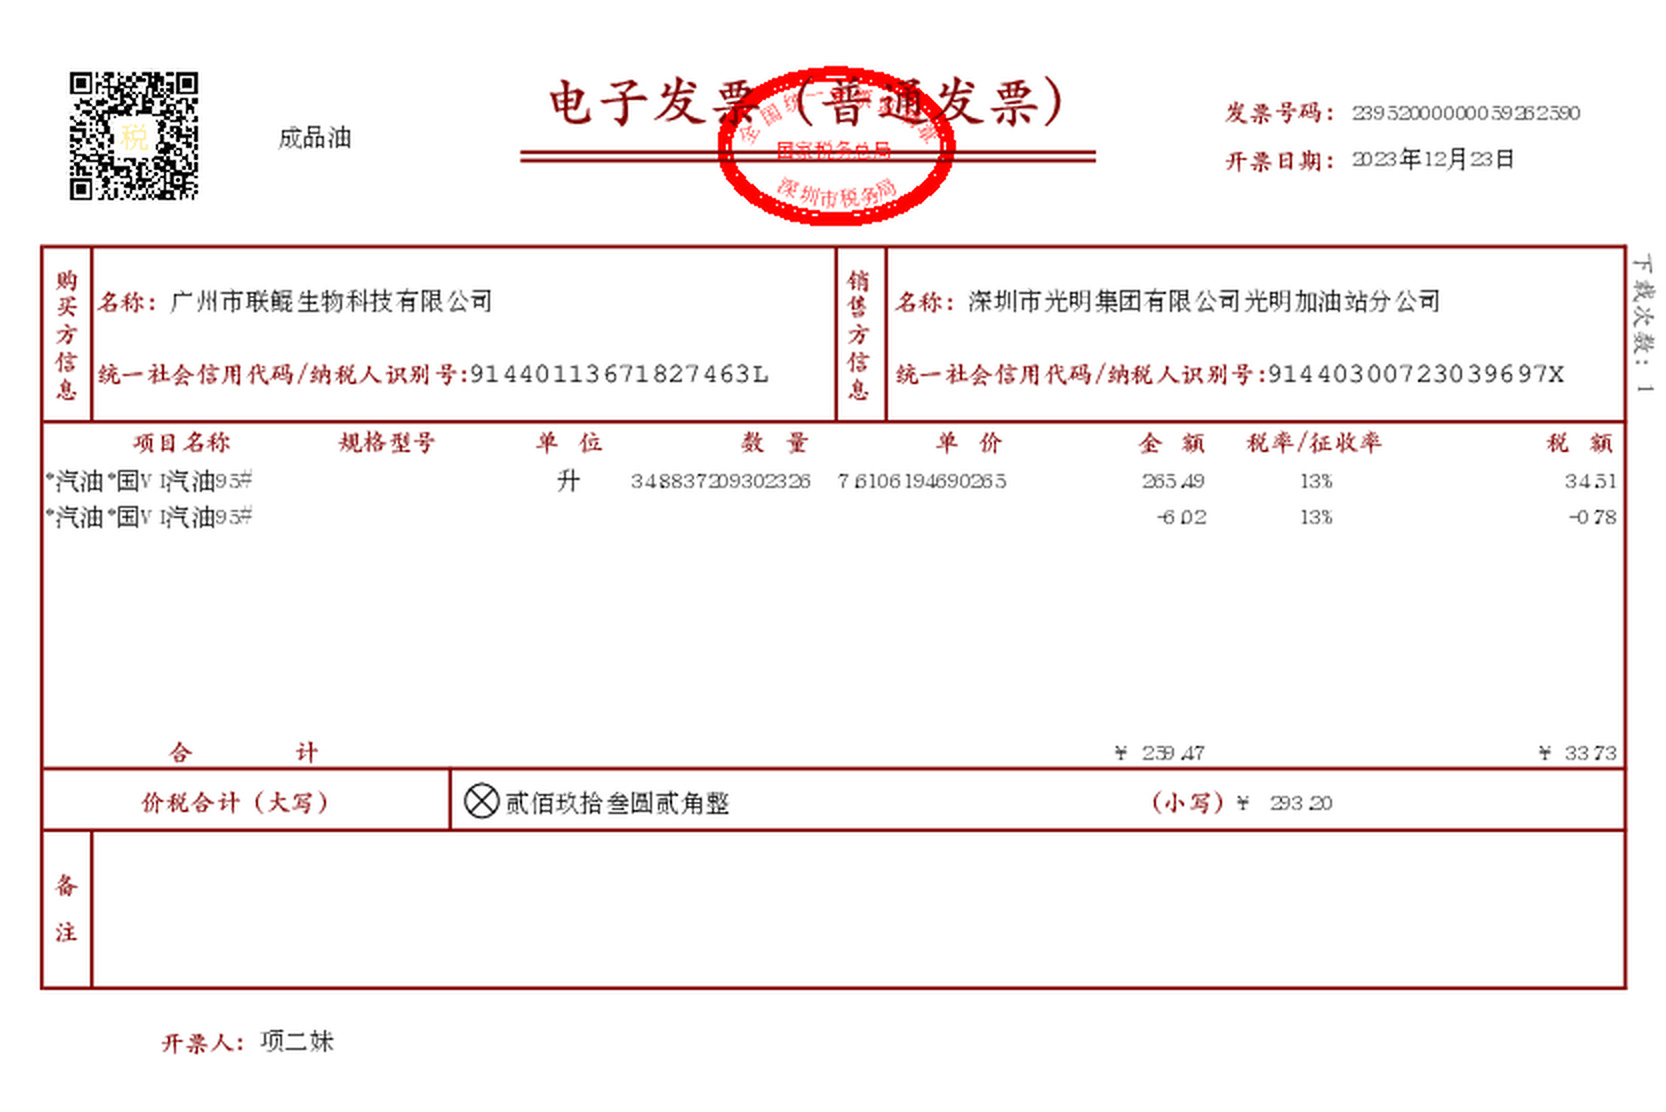 税
成品油
电子发票（普通发票）
国家税务总局
深圳市税务局
发票号码：23952000000059262590
开票日期：2023年12月23日
下载次数：1
购买方信息
名称：广州市联鲲生物科技有限公司
统一社会信用代码/纳税人识别号:91440113671827463L
销售方信息
名称：深圳市光明集团有限公司光明加油站分公司
统一社会信用代码/纳税人识别号:91440300723039697X
项目名称 规格型号 单位 数量 单价 金额 税率/征收率 税额
*汽油*国VI汽油95# 升 34.8837209302326 7.6106194690265 265.49 13% 34.51
*汽油*国VI汽油95# -6.02 13% -0.78
合计 ¥ 259.47 ¥ 33.73
价税合计（大写） 贰佰玖拾叁圆贰角整 （小写）¥ 293.20
备注
开票人：项二妹